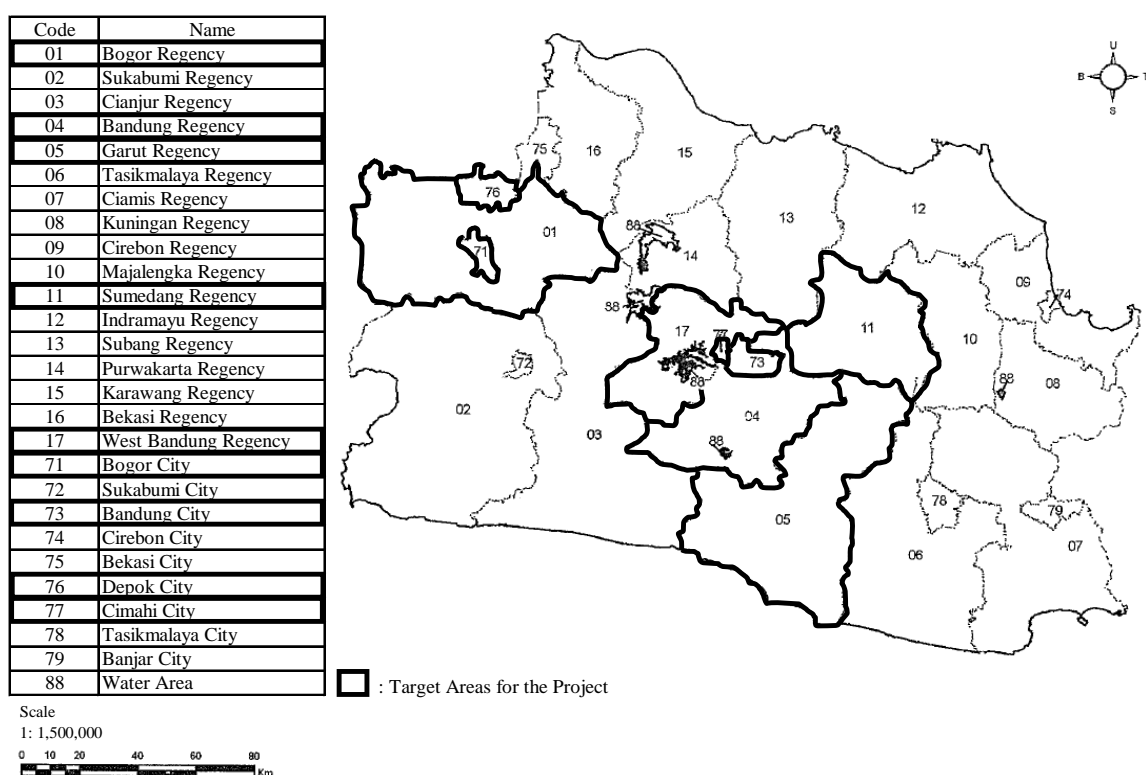 Code Name
01 Bogor Regency
02 Sukabumi Regency
03 Cianjur Regency
04 Bandung Regency
05 Garut Regency
06 Tasikmalaya Regency
07 Ciamis Regency
08 Kuningan Regency
09 Cirebon Regency
10 Majalengka Regency
11 Sumedang Regency
12 Indramayu Regency
13 Subang Regency
14 Purwakarta Regency
15 Karawang Regency
16 Bekasi Regency
17 West Bandung Regency
71 Bogor City
72 Sukabumi City
73 Bandung City
74 Cirebon City
75 Bekasi City
76 Depok City
77 Cimahi City
78 Tasikmalaya City
79 Banjar City
88 Water Area
U
B T
S
75
16
15
76
01
88
13
12
71
14
09
74
88
17
77
11
10
73
72
88
88
08
02
04
03
88
05
78
79
06
07
: Target Areas for the Project
Scale
1: 1,500,000
0 10 20 40 60 80
Km